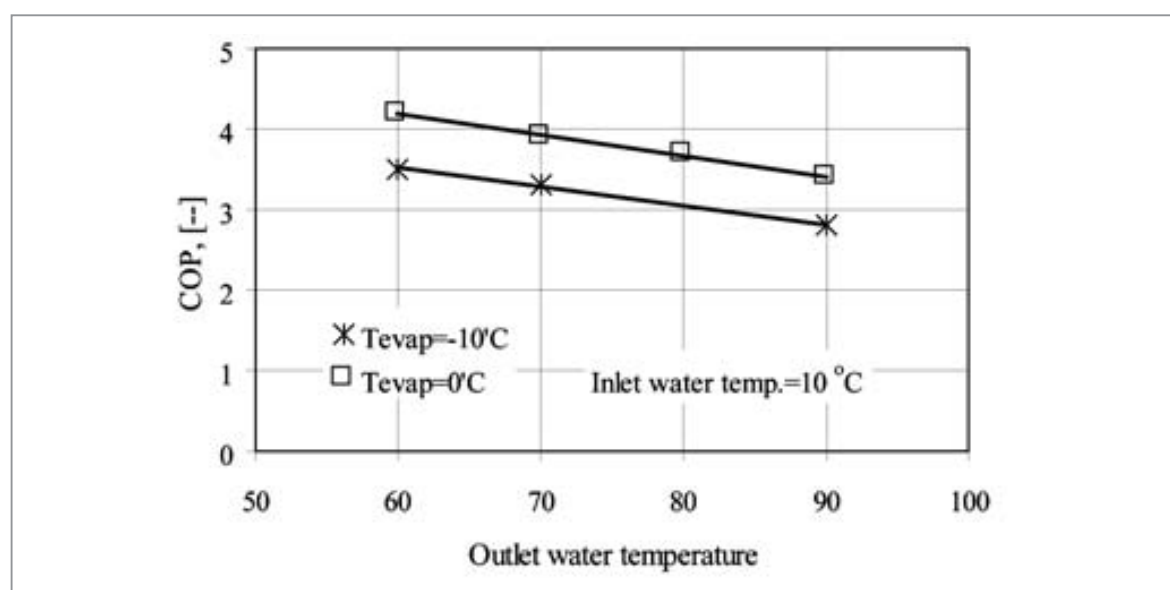 5
4
3
2
1
0
COP, [--]
Tevap=-10'C
Tevap=0'C
Inlet water temp.=10 °C
50 60 70 80 90 100
Outlet water temperature